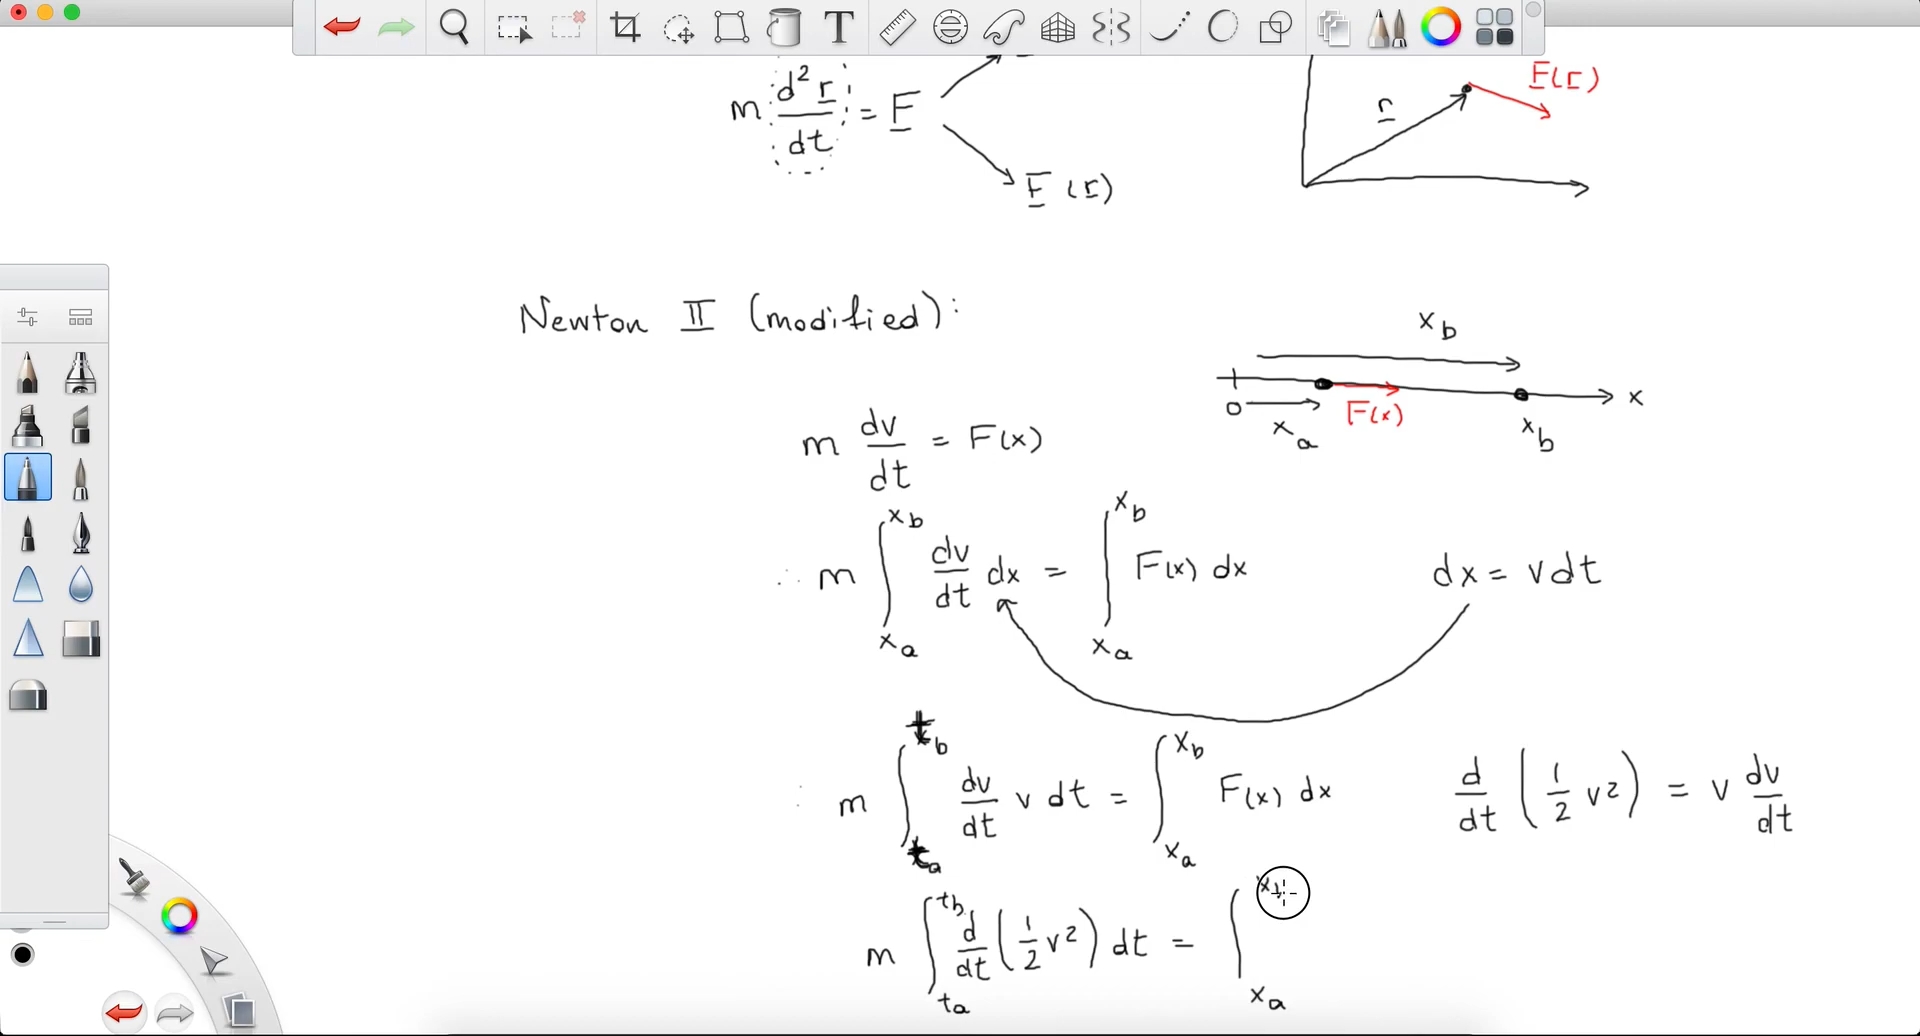 m d² r / dt = F
F (r)
r
F(r)
Newton II (modified):
x_b
0 x
x_a F(x) x_b
m dv/dt = F(x)
∴ m ∫_{x_a}^{x_b} dv/dt dx = ∫_{x_a}^{x_b} F(x) dx dx = v dt
∴ m ∫_{t_a}^{t_b} dv/dt v dt = ∫_{x_a}^{x_b} F(x) dx d/dt (1/2 v²) = v dv/dt
m ∫_{t_a}^{t_b} d/dt (1/2 v²) dt = ∫_{x_a}